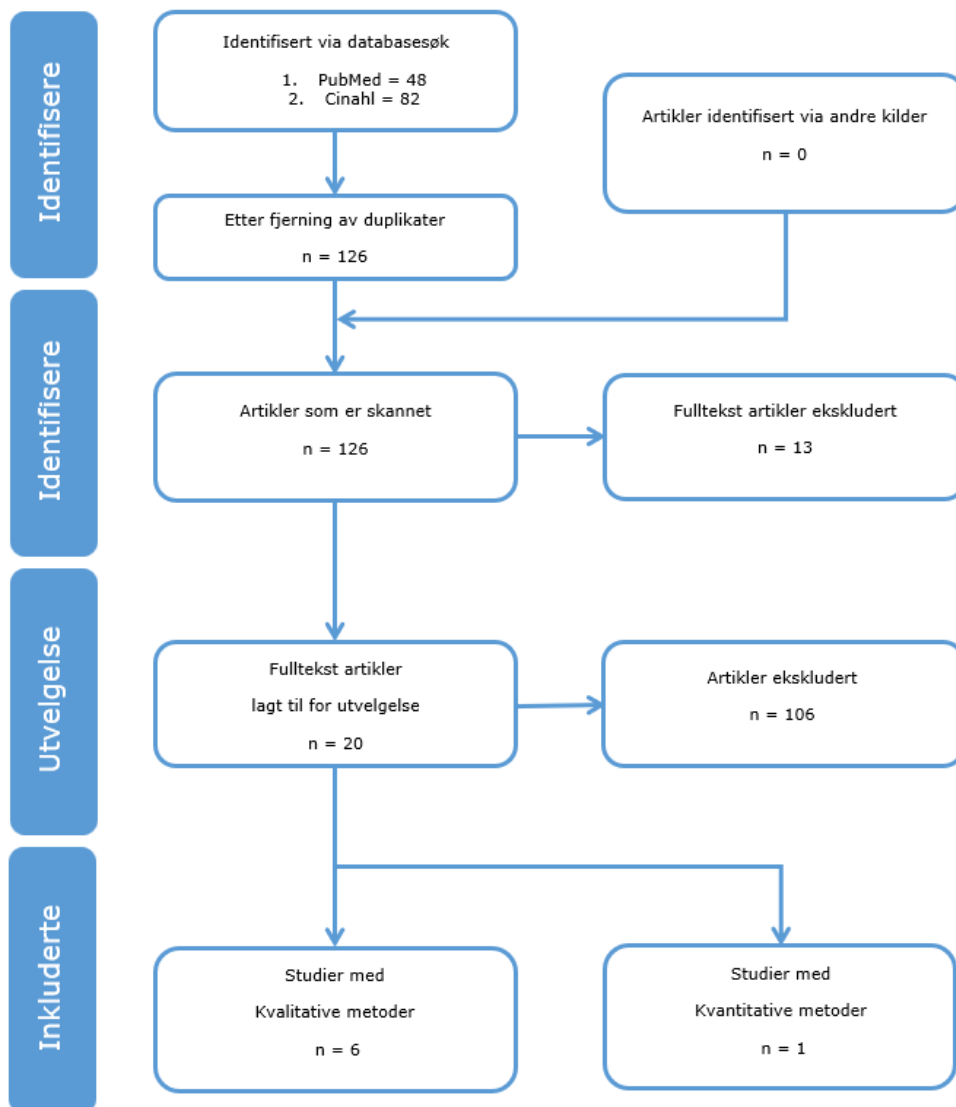 Identifisere
Identifisert via databasesøk
1. PubMed = 48
2. Cinahl = 82
Artikler identifisert via andre kilder
n = 0
Etter fjerning av duplikater
n = 126
Identifisere
Artikler som er skannet
n = 126
Fulltekst artikler ekskludert
n = 13
Utvelgelse
Fulltekst artikler
lagt til for utvelgelse
n = 20
Artikler ekskludert
n = 106
Inkluderte
Studier med
Kvalitative metoder
n = 6
Studier med
Kvantitative metoder
n = 1